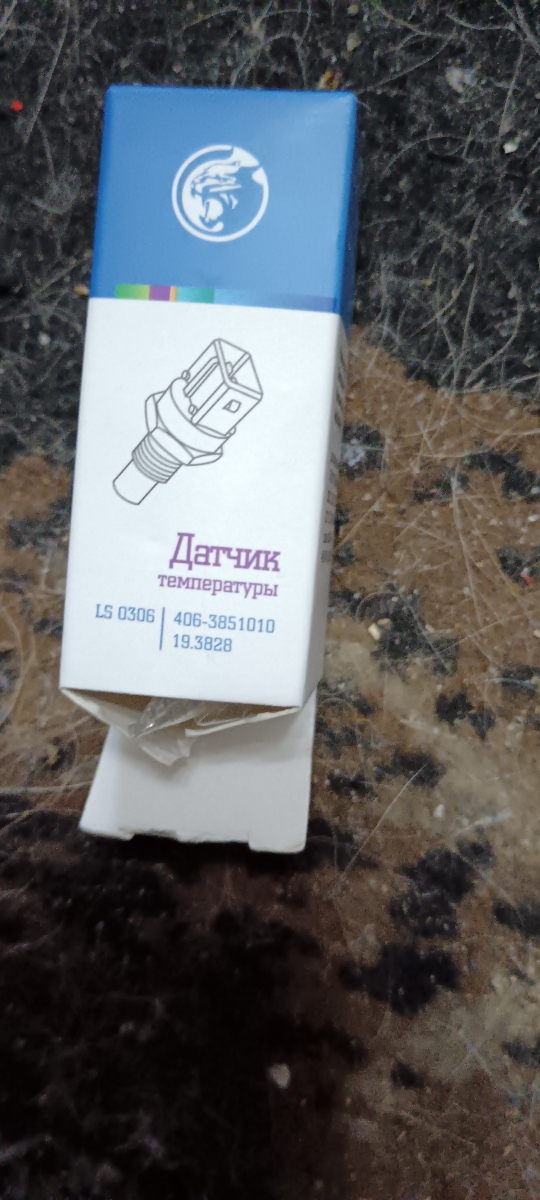 Датчик
температуры
LS 0306
406-3851010
19.3828